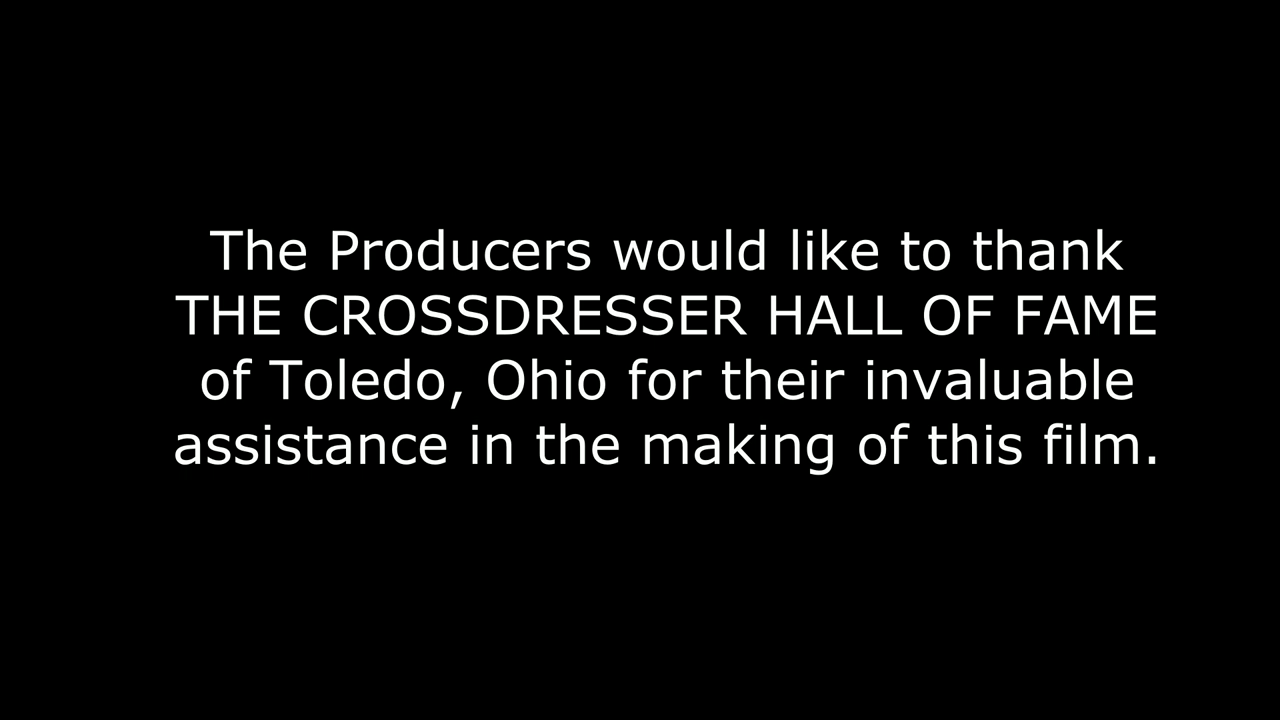 The Producers would like to thank
THE CROSSDRESSER HALL OF FAME
of Toledo, Ohio for their invaluable
assistance in the making of this film.